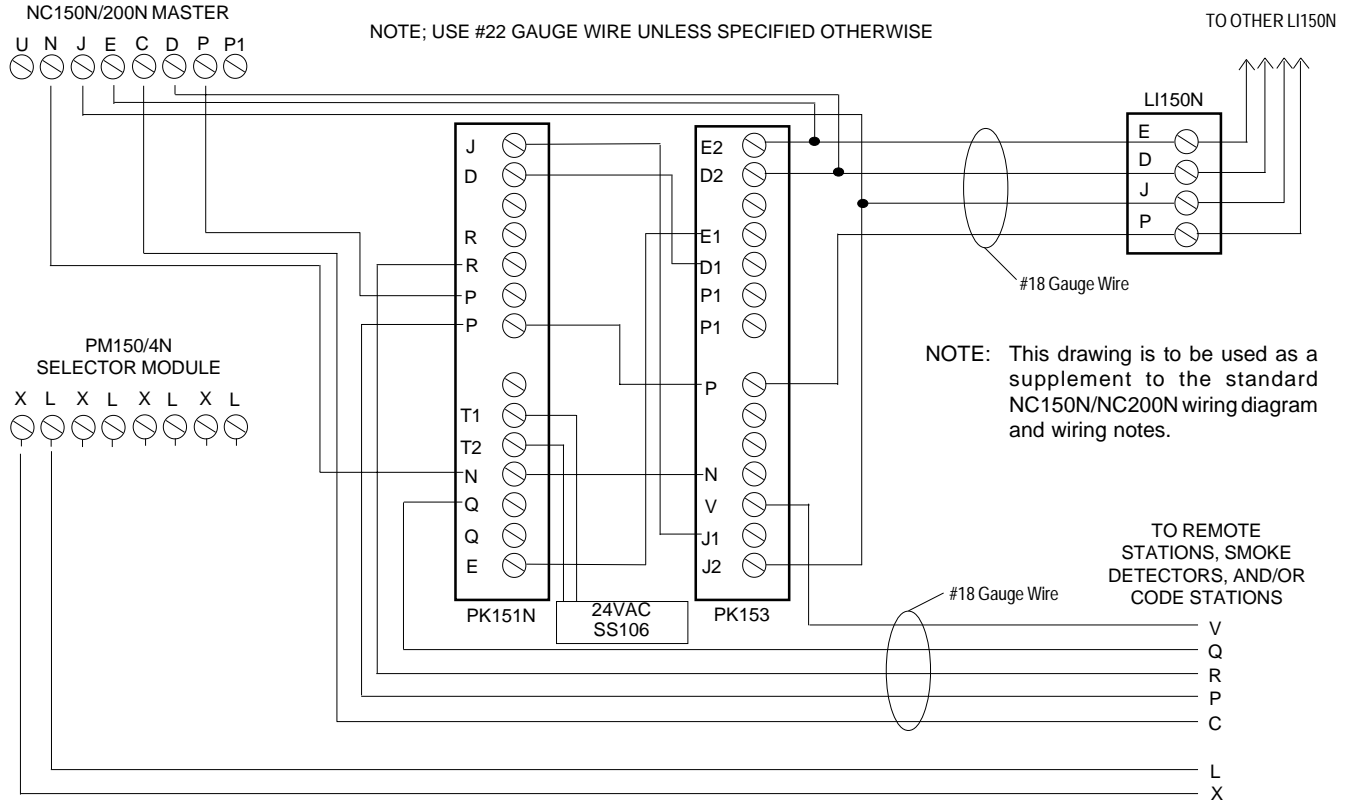 NC150N/200N MASTER
U N J E C D P P1
NOTE; USE #22 GAUGE WIRE UNLESS SPECIFIED OTHERWISE
TO OTHER LI150N
LI150N
E
D
J
P
#18 Gauge Wire
J
D
R
R
P
P
T1
T2
N
Q
Q
E
PK151N
24VAC
SS106
E2
D2
E1
D1
P1
P1
P
N
V
J1
J2
PK153
PM150/4N
SELECTOR MODULE
X L X L X L X L
NOTE: This drawing is to be used as a
supplement to the standard
NC150N/NC200N wiring diagram
and wiring notes.
#18 Gauge Wire
TO REMOTE
STATIONS, SMOKE
DETECTORS, AND/OR
CODE STATIONS
V
Q
R
P
C
L
X